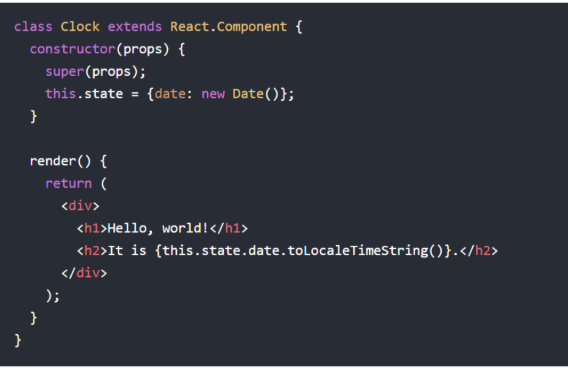 class Clock extends React.Component {
  constructor(props) {
    super(props);
    this.state = {date: new Date()};
  }

  render() {
    return (
      <div>
        <h1>Hello, world!</h1>
        <h2>It is {this.state.date.toLocaleTimeString()}.</h2>
      </div>
    );
  }
}